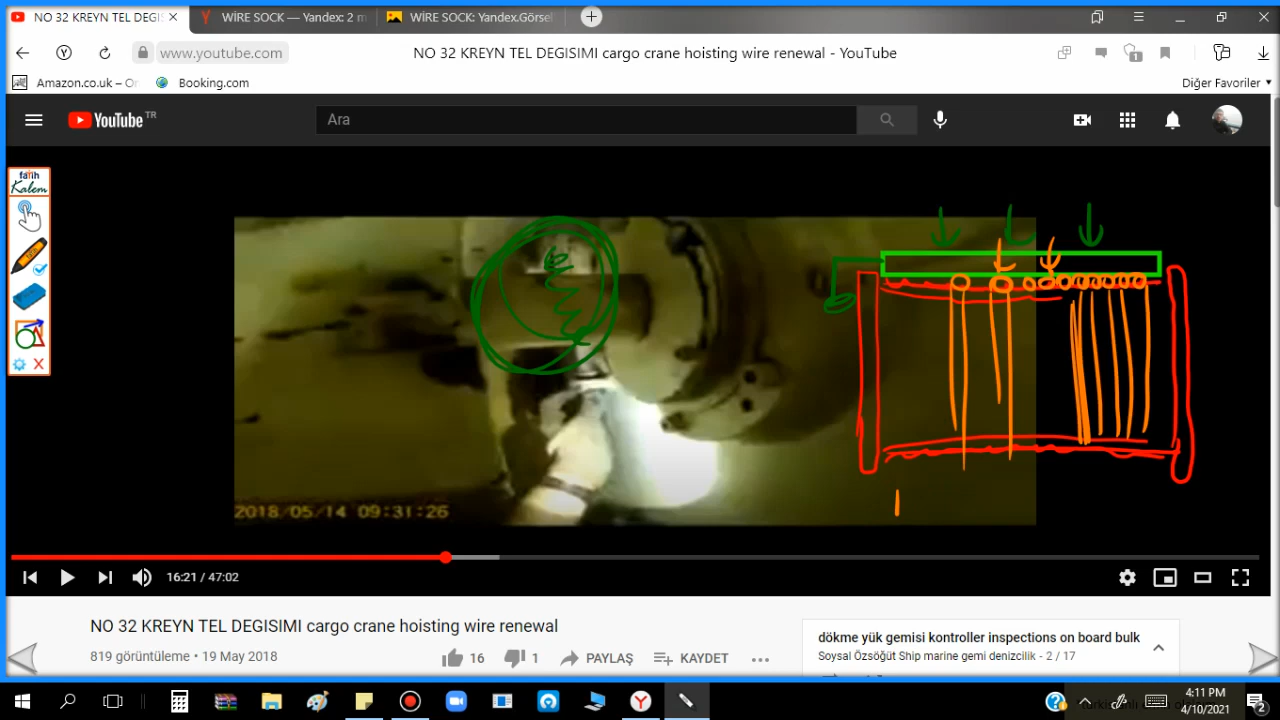 NO 32 KREYN TEL DEGIS
WİRE SOCK — Yandex: 2 m
WİRE SOCK: Yandex.Görsel
www.youtube.com
NO 32 KREYN TEL DEGISIMI cargo crane hoisting wire renewal - YouTube
Amazon.co.uk – Or
Booking.com
Diğer Favoriler
YouTube TR
Ara
fatih
Kalem
2018/05/14 09:31:26
16:21 / 47:02
NO 32 KREYN TEL DEGISIMI cargo crane hoisting wire renewal
819 görüntüleme • 19 May 2018
16
1
PAYLAŞ
KAYDET
dökme yük gemisi kontroller inspections on board bulk
Soysal Özsöğüt Ship marine gemi denizcilik - 2 / 17
4:11 PM
4/10/2021
2